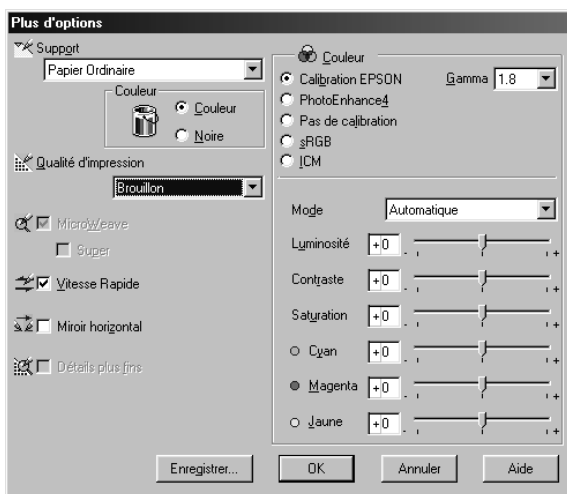 Plus d'options
Support
Papier Ordinaire
Couleur
Couleur
Noire
Qualité d'impression
Brouillon
MicroWeave
Super
Vitesse Rapide
Miroir horizontal
Détails plus fins
Couleur
Calibration EPSON
Gamma 1.8
PhotoEnhance4
Pas de calibration
sRGB
ICM
Mode Automatique
Luminosité +0 - +
Contraste +0 - +
Saturation +0 - +
Cyan +0 - +
Magenta +0 - +
Jaune +0 - +
Enregistrer... OK Annuler Aide